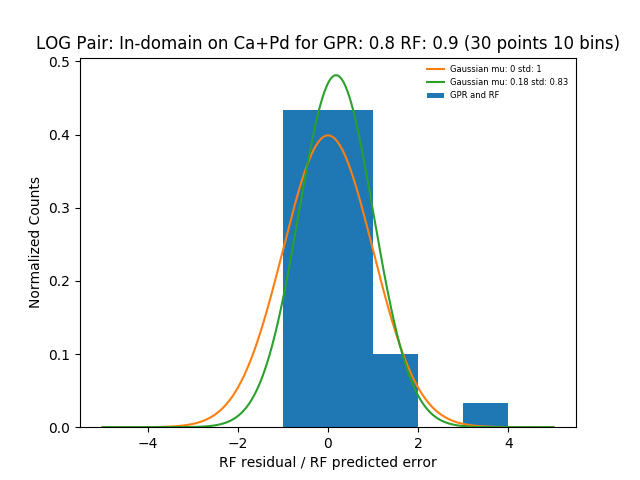 LOG Pair: In-domain on Ca+Pd for GPR: 0.8 RF: 0.9 (30 points 10 bins)
Gaussian mu: 0 std: 1
Gaussian mu: 0.18 std: 0.83
GPR and RF
Normalized Counts
0.5
0.4
0.3
0.2
0.1
0.0
−4 −2 0 2 4
RF residual / RF predicted error